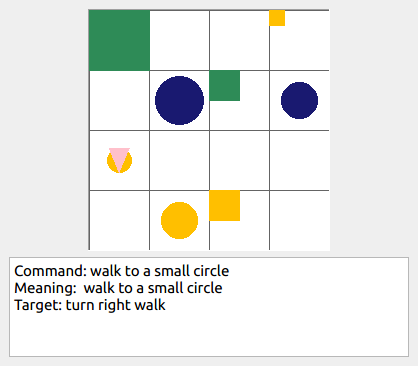 Command: walk to a small circle
Meaning:  walk to a small circle
Target: turn right walk